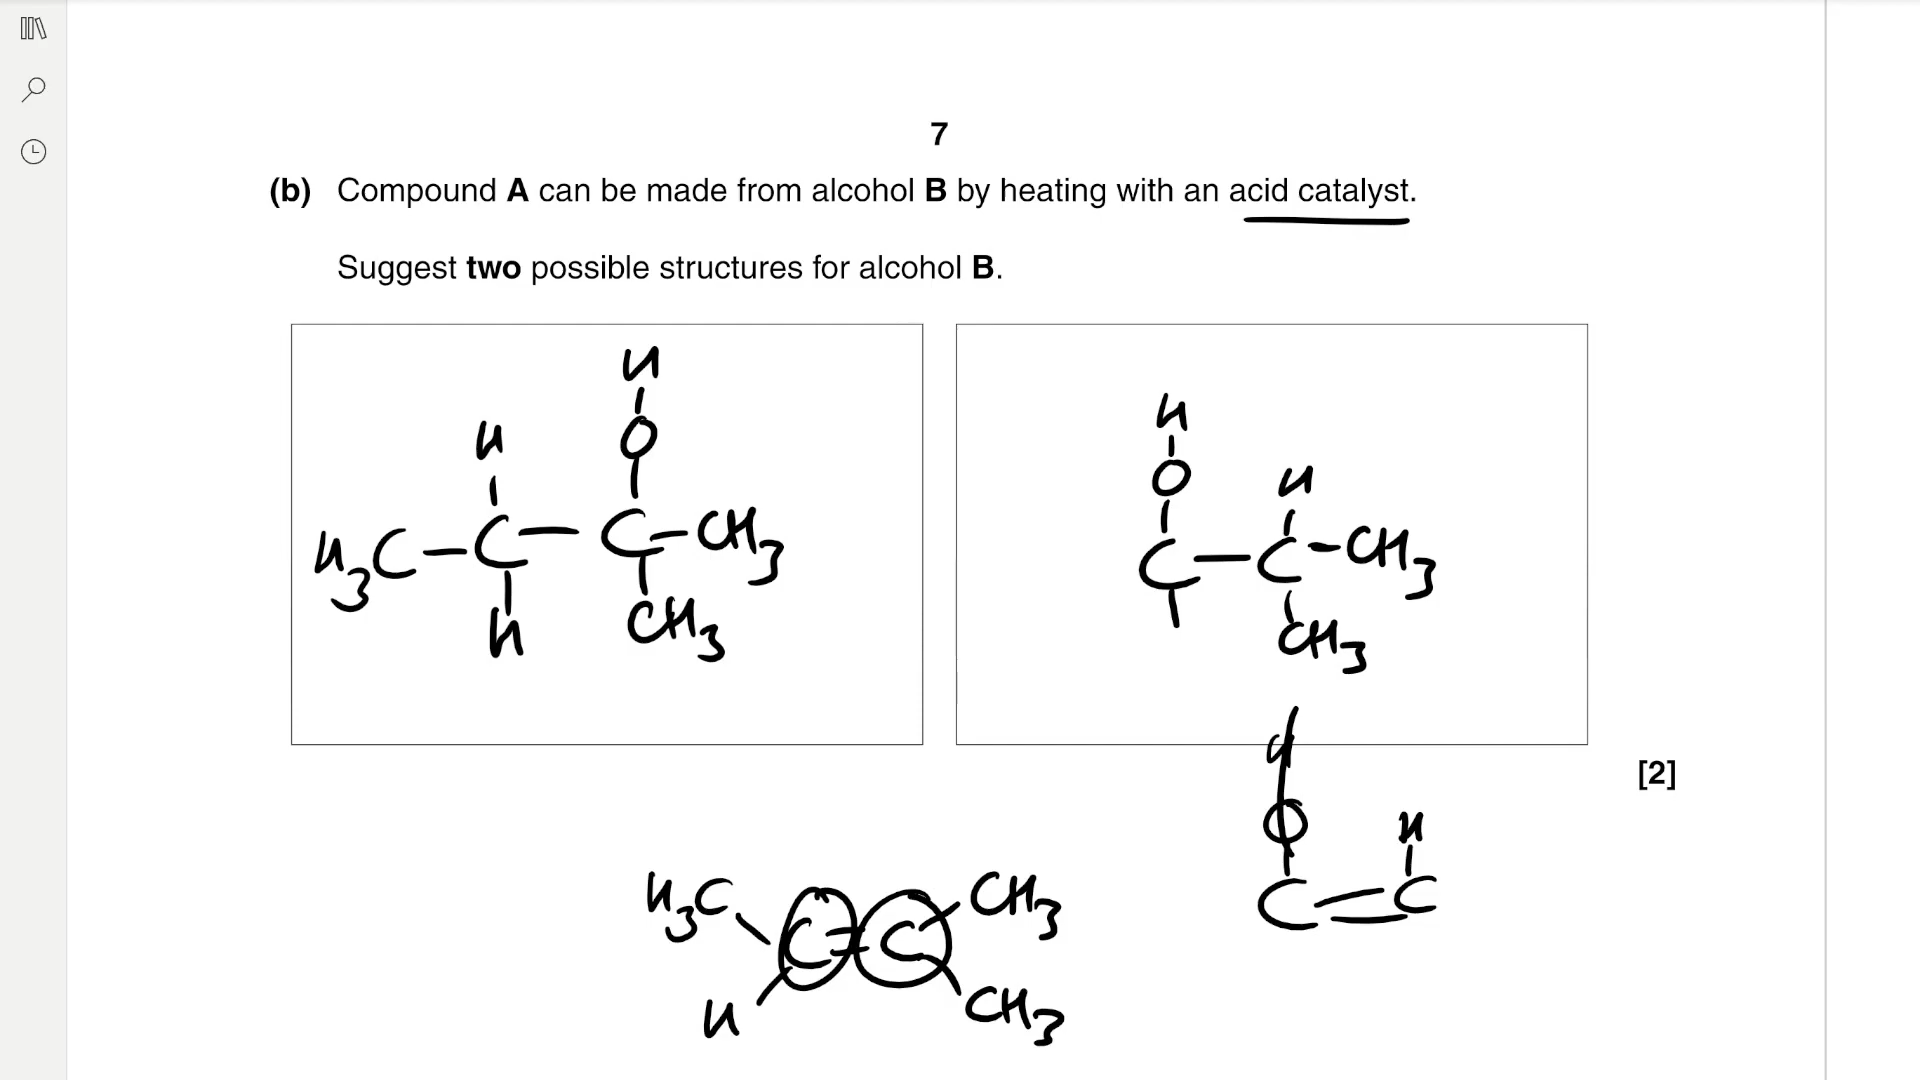 7
(b) Compound A can be made from alcohol B by heating with an acid catalyst.
Suggest two possible structures for alcohol B.
H
O
H
H₃C–C–C–CH₃
H
CH₃
H
O
H
C–C–CH₃
CH₃
[2]
O
H
C=C
H₃C
CH₃
C=C
H
CH₃